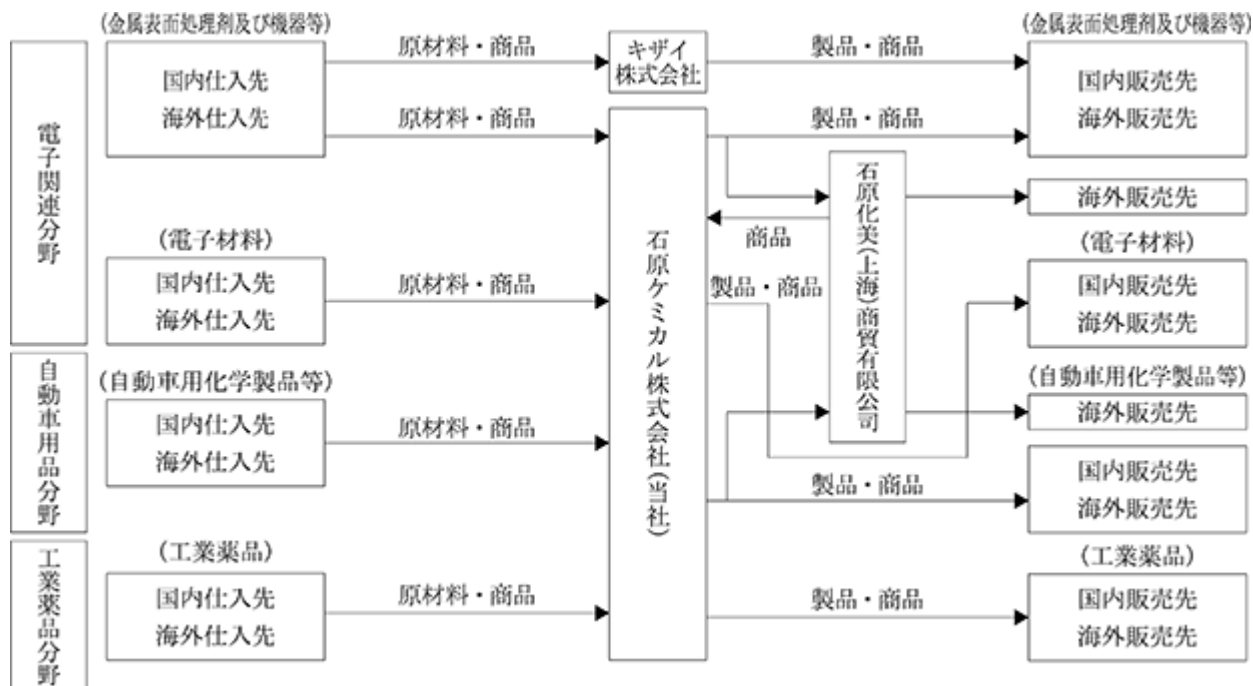 電子関連分野
(金属表面処理剤及び機器等)
国内仕入先
海外仕入先
原材料・商品
原材料・商品
キザイ
株式会社
製品・商品
製品・商品
(金属表面処理剤及び機器等)
国内販売先
海外販売先
海外販売先
石原ケミカル株式会社(当社)
石原化美(上海)商貿有限公司
商品
(電子材料)
国内仕入先
海外仕入先
原材料・商品
製品・商品
(電子材料)
国内販売先
海外販売先
自動車用品分野
(自動車用化学製品等)
国内仕入先
海外仕入先
原材料・商品
製品・商品
(自動車用化学製品等)
海外販売先
国内販売先
海外販売先
工業薬品分野
(工業薬品)
国内仕入先
海外仕入先
原材料・商品
製品・商品
(工業薬品)
国内販売先
海外販売先